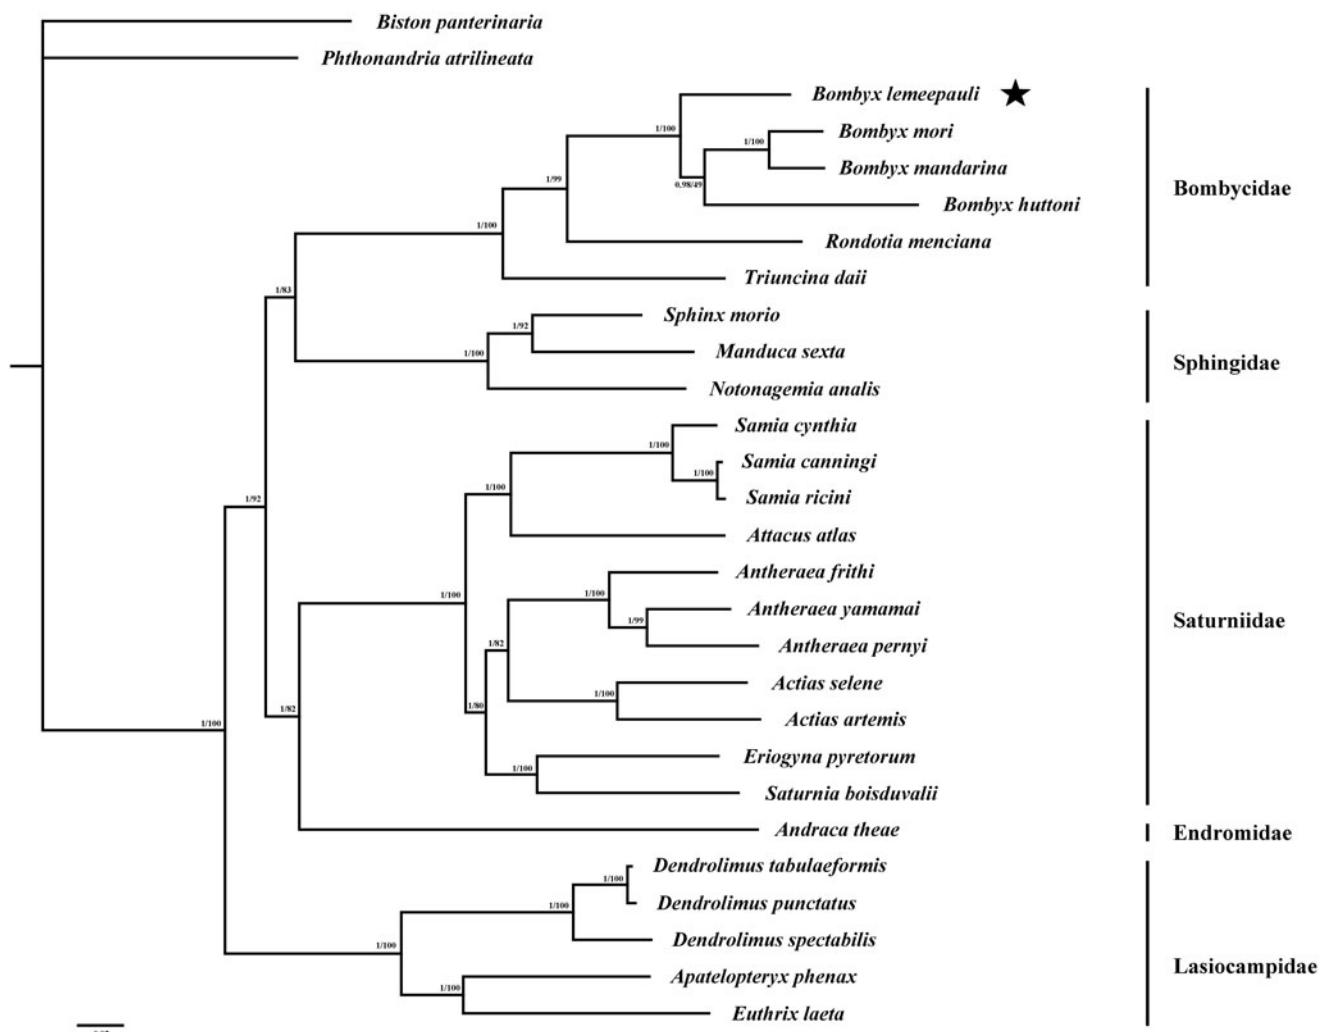 Biston panterinaria
Phthonandria atrilineata
Bombyx lemeepauli
1/100
Bombyx mori
1/100
Bombyx mandarina
1/99
0.98/49
Bombycidae
Bombyx huttoni
1/100
Rondotia menciana
Triuncina daii
1/83
Sphinx morio
1/92
Manduca sexta
1/100
Sphingidae
Notonagemia analis
Samia cynthia
1/100
Samia canningi
1/100
1/100
Samia ricini
1/92
Attacus atlas
Antheraea frithi
1/100
1/100
Antheraea yamamai
1/99
Saturniidae
Antheraea pernyi
1/82
Actias selene
1/100
1/80
1/82
Actias artemis
1/100
Eriogyna pyretorum
1/100
Saturnia boisduvalii
Andraca theae
Endromidae
Dendrolimus tabulaeformis
1/100
Dendrolimus punctatus
1/100
Dendrolimus spectabilis
1/100
Apatelopteryx phenax
Lasiocampidae
1/100
Euthrix laeta